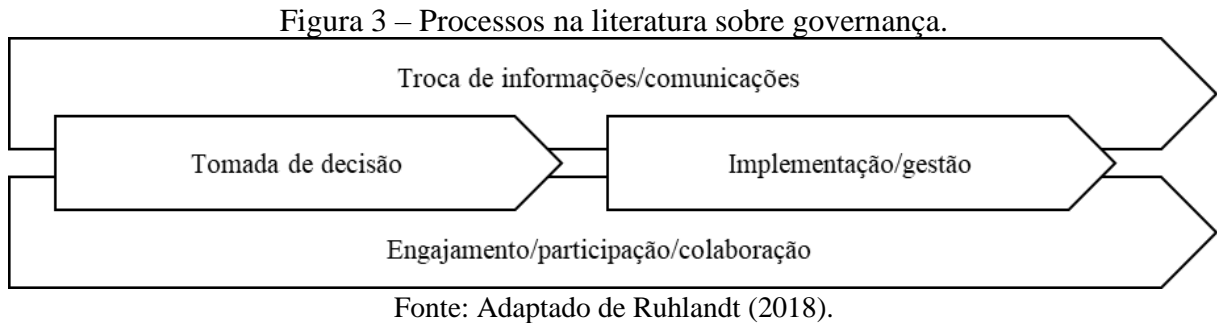 Figura 3 – Processos na literatura sobre governança.
Troca de informações/comunicações
Tomada de decisão
Implementação/gestão
Engajamento/participação/colaboração
Fonte: Adaptado de Ruhlandt (2018).